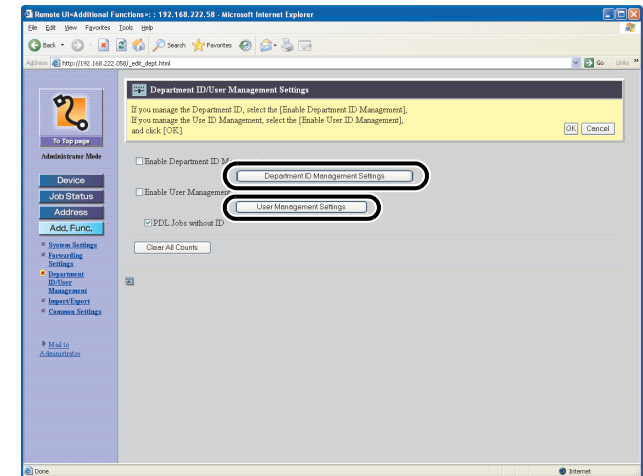 Remote UI<Additional Functions>: : 192.168.222.58 - Microsoft Internet Explorer
File Edit View Favorites Tools Help
Back Search Favorites
Address http://192.168.222.058/_edit_dept.html Go Links »
Department ID/User Management Settings
If you manage the Department ID, select the [Enable Department ID Management],
If you manage the Use ID Management, select the [Enable User ID Management],
and click [OK].
OK Cancel
To Top page
Administrator Mode
Device
Job Status
Address
Add. Func.
System Settings
Forwarding
Settings
Department
ID/User
Management
Import/Export
Common Settings
Mail to
Administrator
Enable Department ID M
Department ID Management Settings
Enable User Management
User Management Settings
PDL Jobs without ID
Clear All Counts
Done Internet